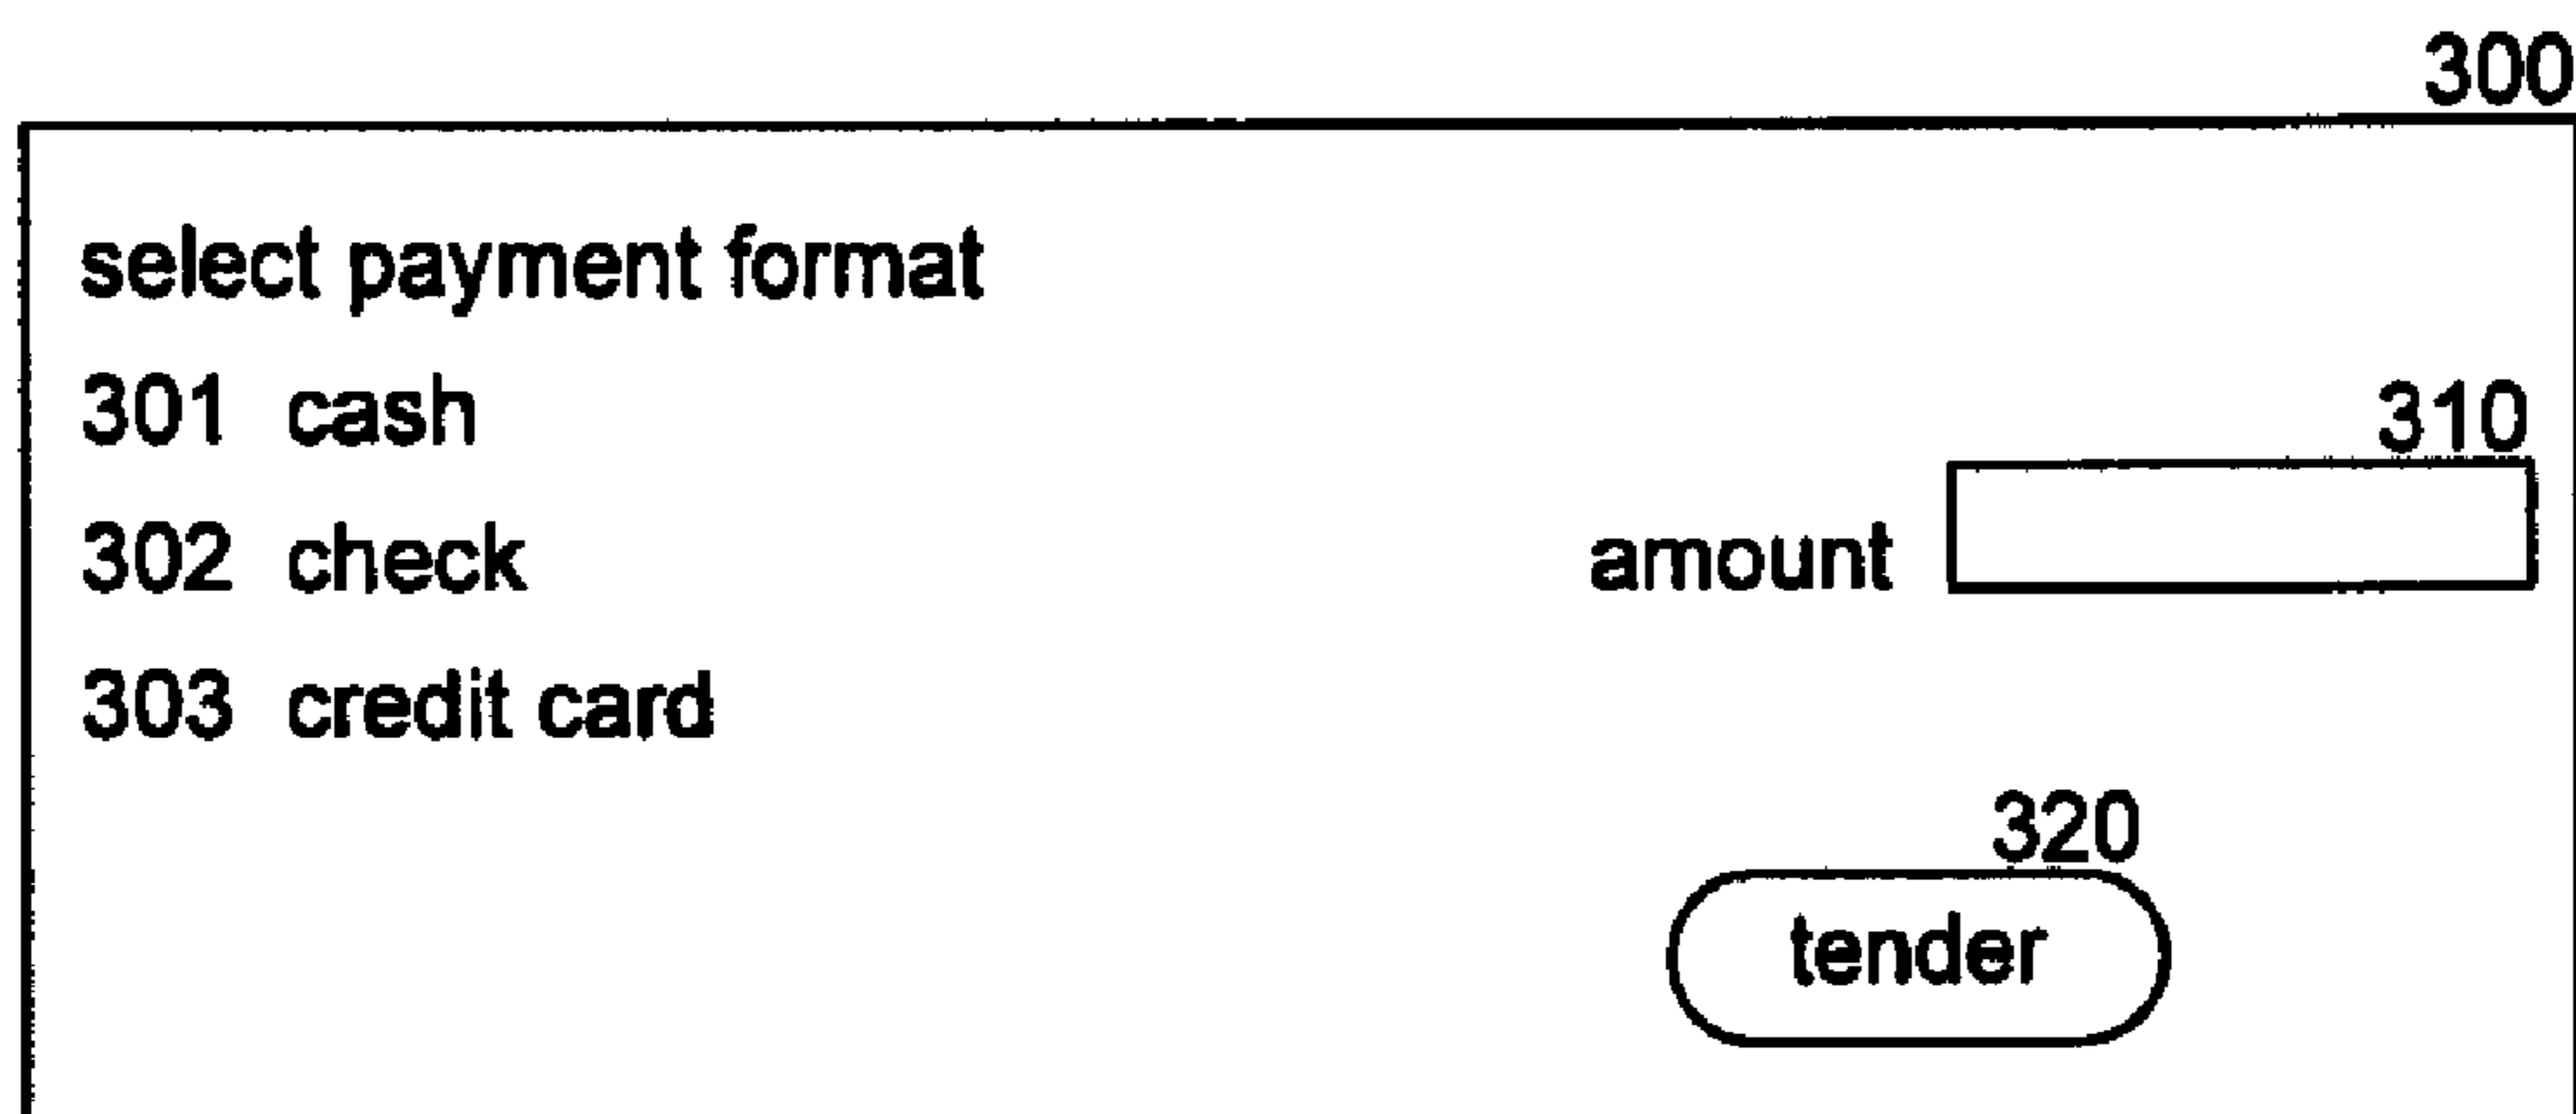 300
select payment format
301 cash
310
302 check
amount
303 credit card
320
tender